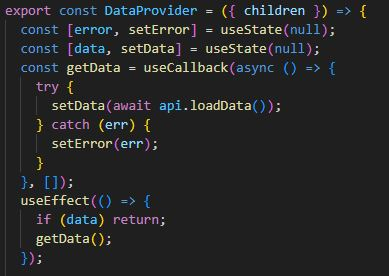 export const DataProvider = ({ children }) => {
  const [error, setError] = useState(null);
  const [data, setData] = useState(null);
  const getData = useCallback(async () => {
    try {
      setData(await api.loadData());
    } catch (err) {
      setError(err);
    }
  }, []);
  useEffect(() => {
    if (data) return;
    getData();
  });